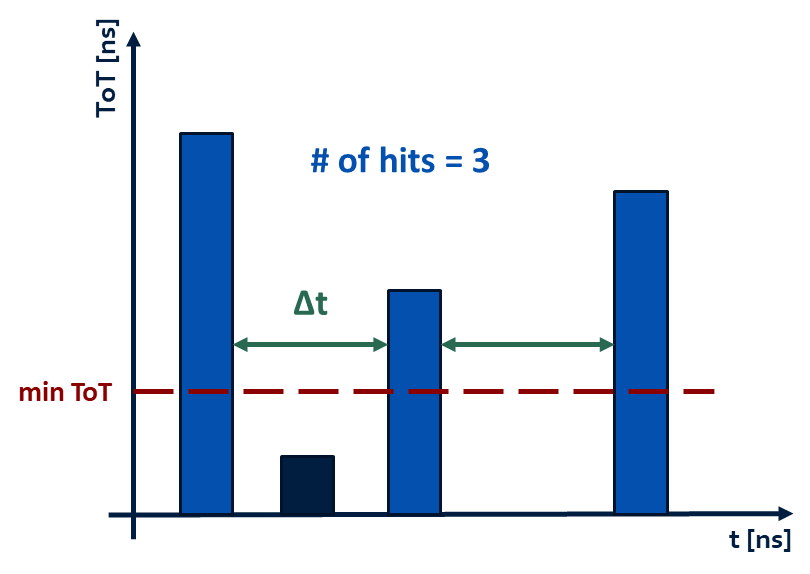 ToT [ns]
# of hits = 3
Δt
min ToT
t [ns]